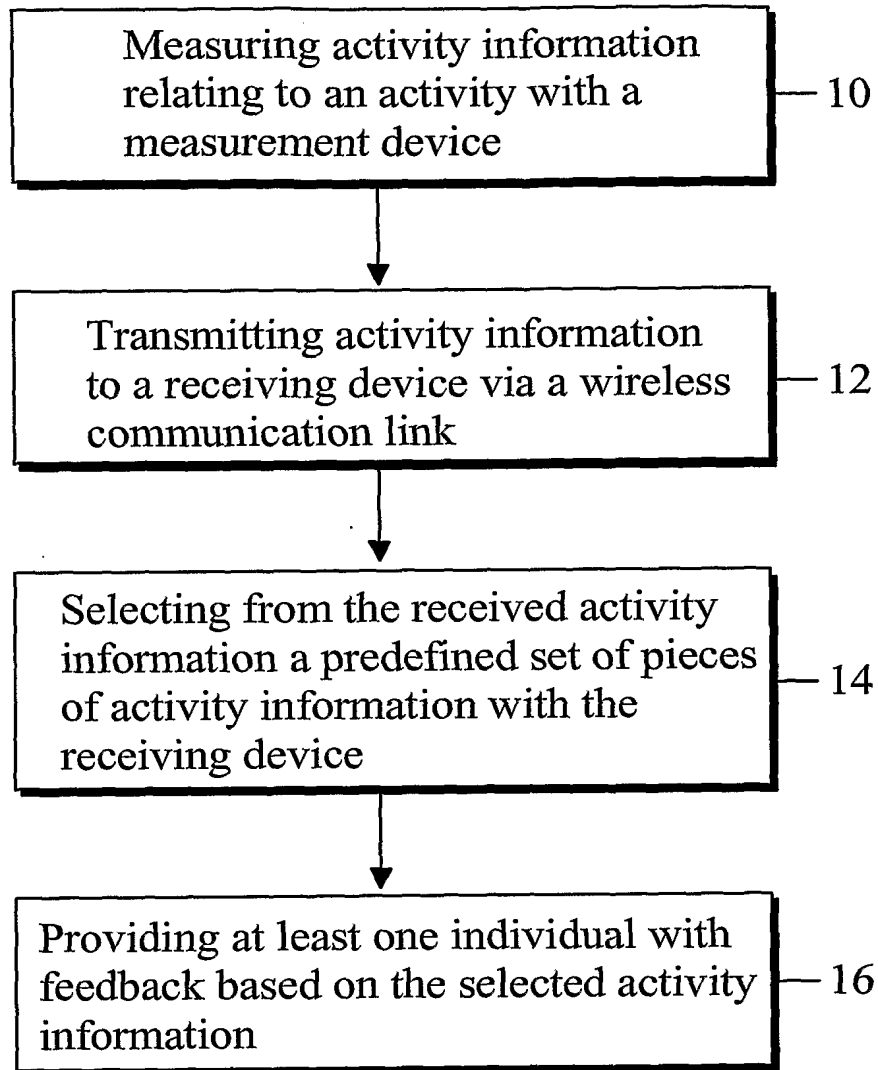 Measuring activity information
relating to an activity with a
measurement device
10
Transmitting activity information
to a receiving device via a wireless
communication link
12
Selecting from the received activity
information a predefined set of pieces
of activity information with the
receiving device
14
Providing at least one individual with
feedback based on the selected activity
information
16